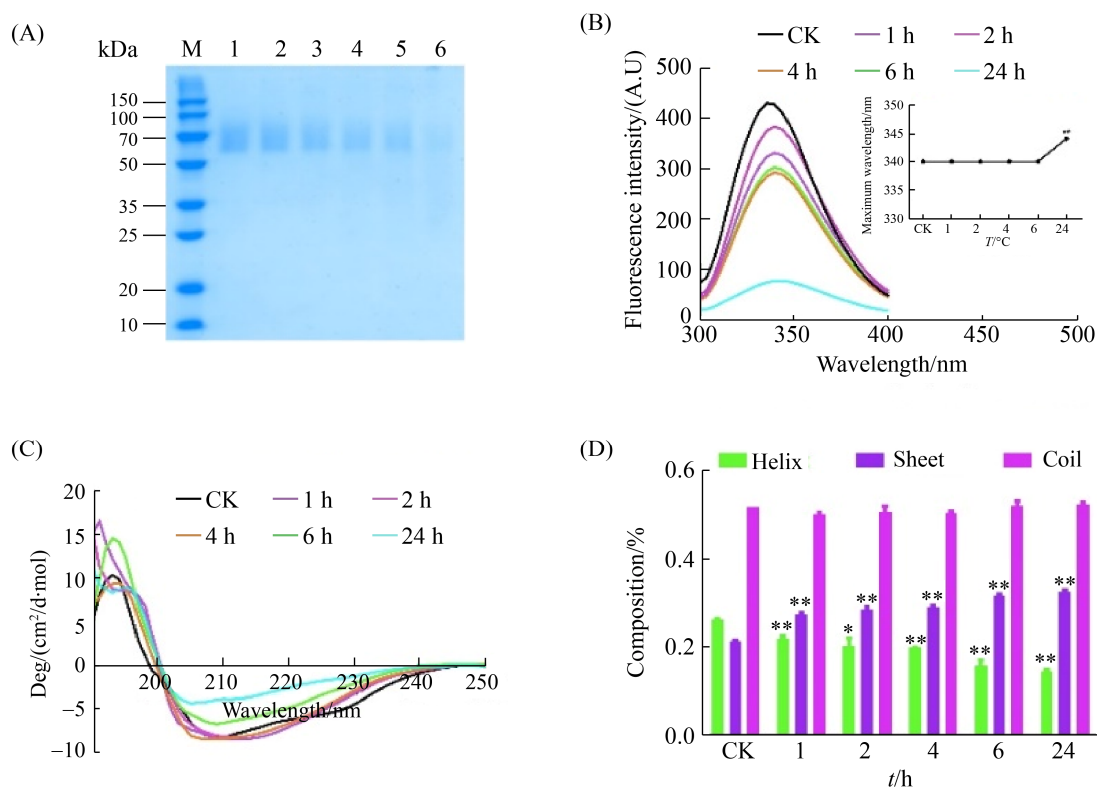 (A)
kDa M 1 2 3 4 5 6
150
100
70
50
35
25
20
10
(B)
CK 1 h 2 h
4 h 6 h 24 h
Fluorescence intensity/(A.U)
500
400
300
200
100
0
300 350 400 450 500
Wavelength/nm
Maximum wavelength/nm
350
345
340
335
330
**
CK 1 2 4 6 24
T/°C
(C)
CK 1 h 2 h
4 h 6 h 24 h
Deg/(cm²/d·mol)
20
15
10
5
0
−5
−10
200 210 220 230 240 250
Wavelength/nm
(D)
Helix Sheet Coil
Composition/%
0.6
0.4
0.2
0.0
** ** * ** ** ** ** ** ** **
CK 1 2 4 6 24
t/h